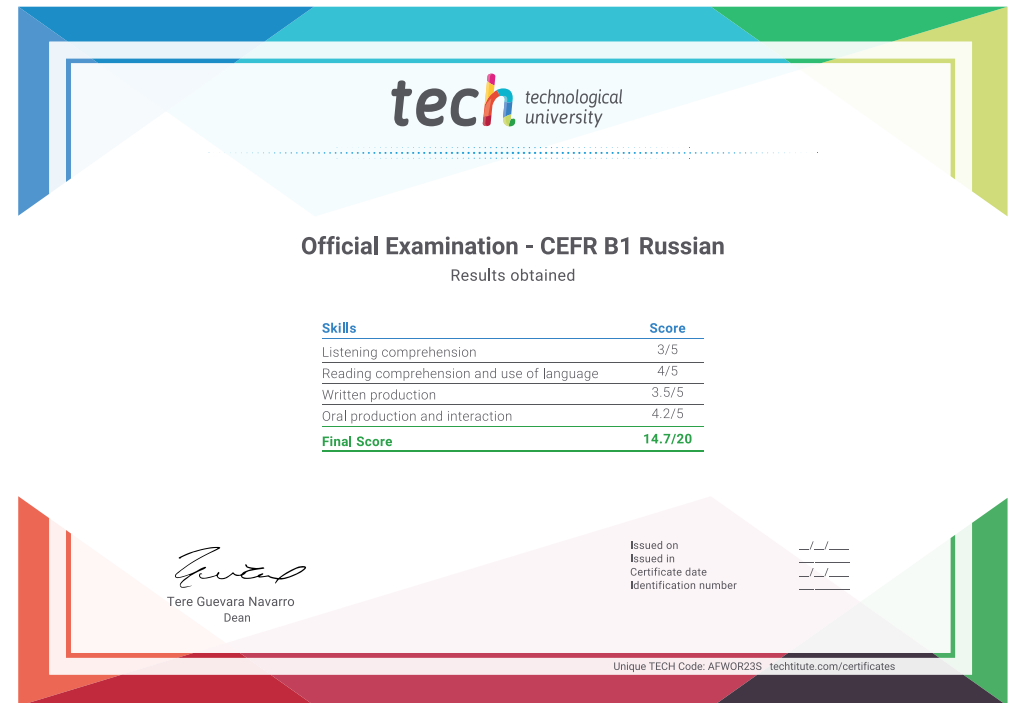 tech technological
university
Official Examination - CEFR B1 Russian
Results obtained
Skills Score
Listening comprehension 3/5
Reading comprehension and use of language 4/5
Written production 3.5/5
Oral production and interaction 4.2/5
Final Score 14.7/20
Issued on __/__/____
Issued in ________
Certificate date __/__/____
Identification number ________
Tere Guevara Navarro
Dean
Unique TECH Code: AFWOR23S techtitute.com/certificates